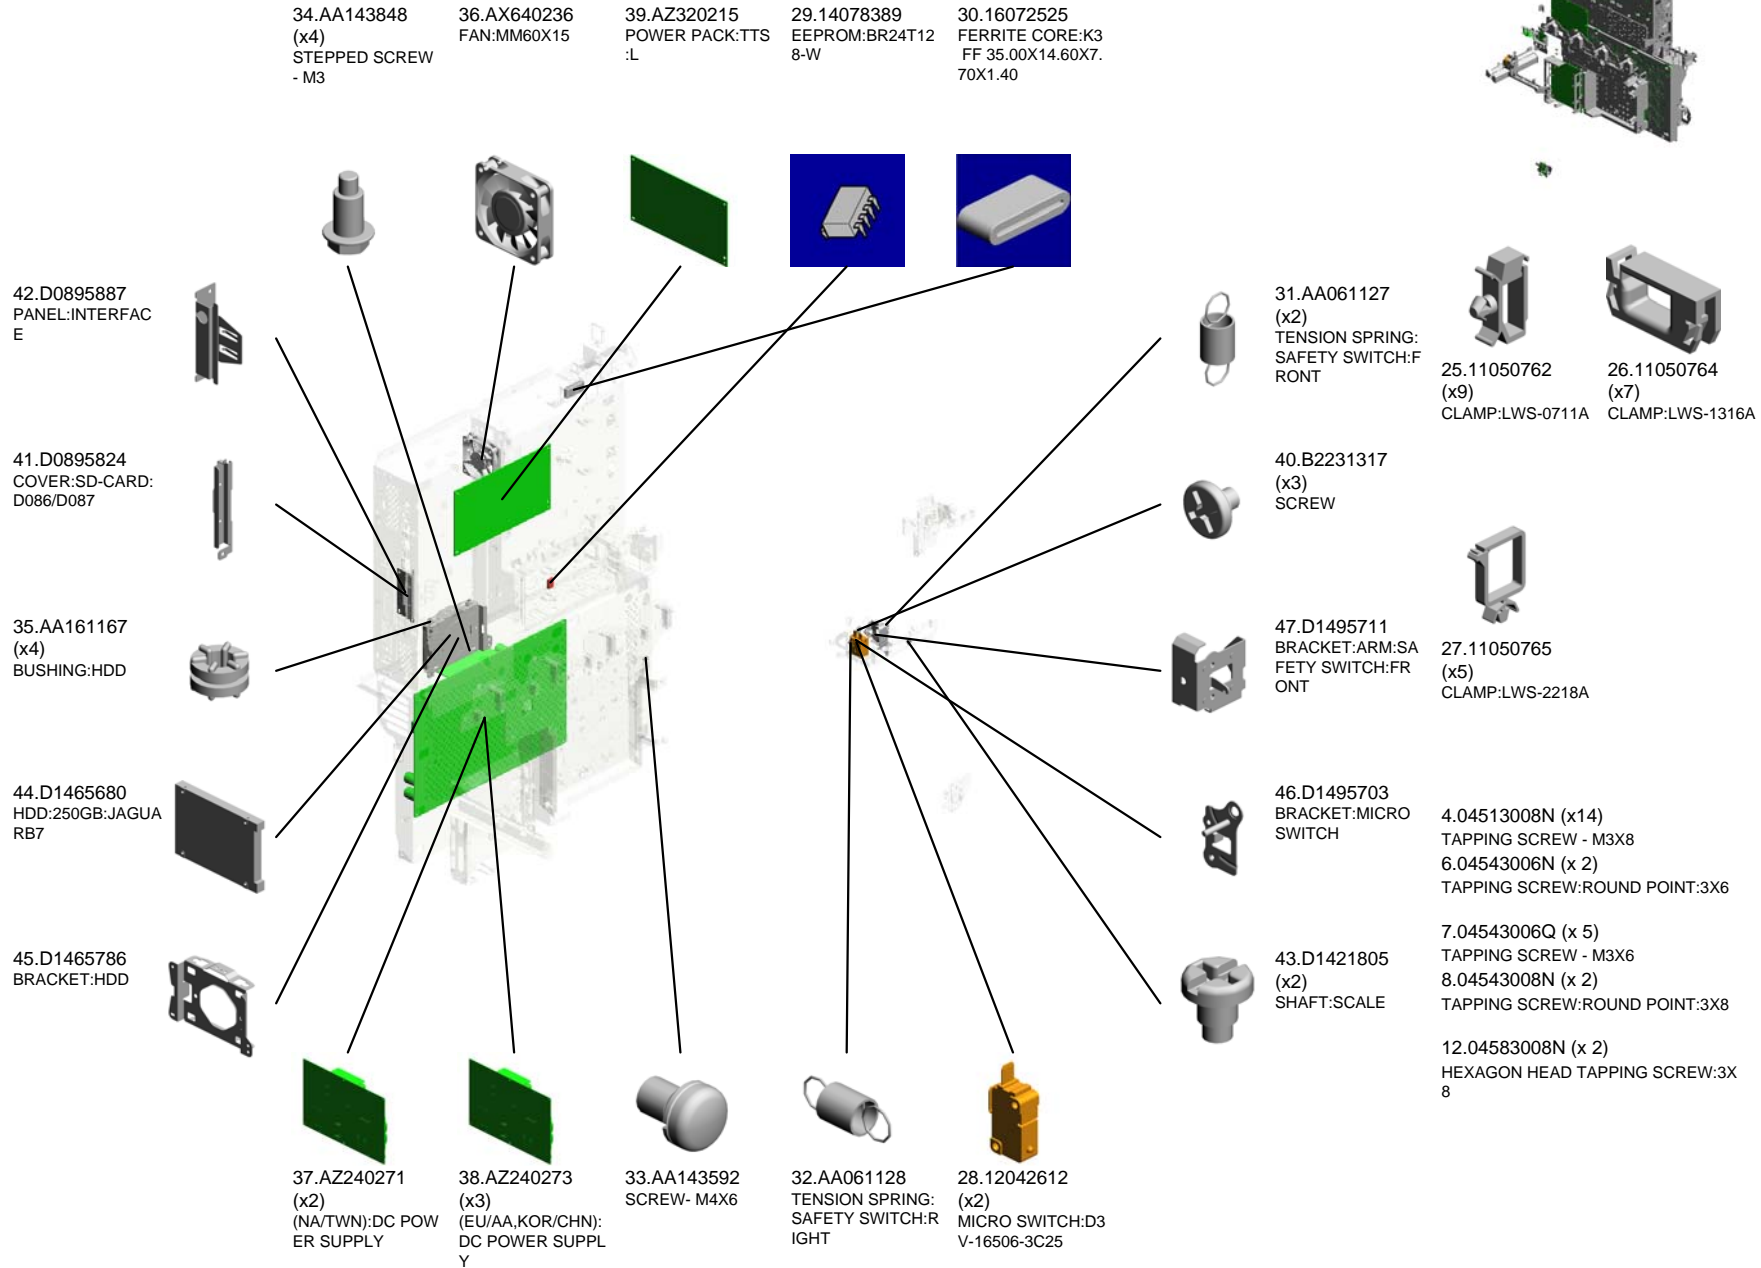 34.AA143848
(x4)
STEPPED SCREW
- M3
36.AX640236
FAN:MM60X15
39.AZ320215
POWER PACK:TTS
:L
29.14078389
EEPROM:BR24T12
8-W
30.16072525
FERRITE CORE:K3
FF 35.00X14.60X7.
70X1.40
42.D0895887
PANEL:INTERFAC
E
41.D0895824
COVER:SD-CARD:
D086/D087
35.AA161167
(x4)
BUSHING:HDD
44.D1465680
HDD:250GB:JAGUA
RB7
45.D1465786
BRACKET:HDD
31.AA061127
(x2)
TENSION SPRING:
SAFETY SWITCH:F
RONT
40.B2231317
(x3)
SCREW
47.D1495711
BRACKET:ARM:SA
FETY SWITCH:FR
ONT
46.D1495703
BRACKET:MICRO
SWITCH
43.D1421805
(x2)
SHAFT:SCALE
25.11050762
(x9)
CLAMP:LWS-0711A
26.11050764
(x7)
CLAMP:LWS-1316A
27.11050765
(x5)
CLAMP:LWS-2218A
4.04513008N (x14)
TAPPING SCREW - M3X8
6.04543006N (x 2)
TAPPING SCREW:ROUND POINT:3X6
7.04543006Q (x 5)
TAPPING SCREW - M3X6
8.04543008N (x 2)
TAPPING SCREW:ROUND POINT:3X8
12.04583008N (x 2)
HEXAGON HEAD TAPPING SCREW:3X
8
37.AZ240271
(x2)
(NA/TWN):DC POW
ER SUPPLY
38.AZ240273
(x3)
(EU/AA,KOR/CHN):
DC POWER SUPPL
Y
33.AA143592
SCREW- M4X6
32.AA061128
TENSION SPRING:
SAFETY SWITCH:R
IGHT
28.12042612
(x2)
MICRO SWITCH:D3
V-16506-3C25